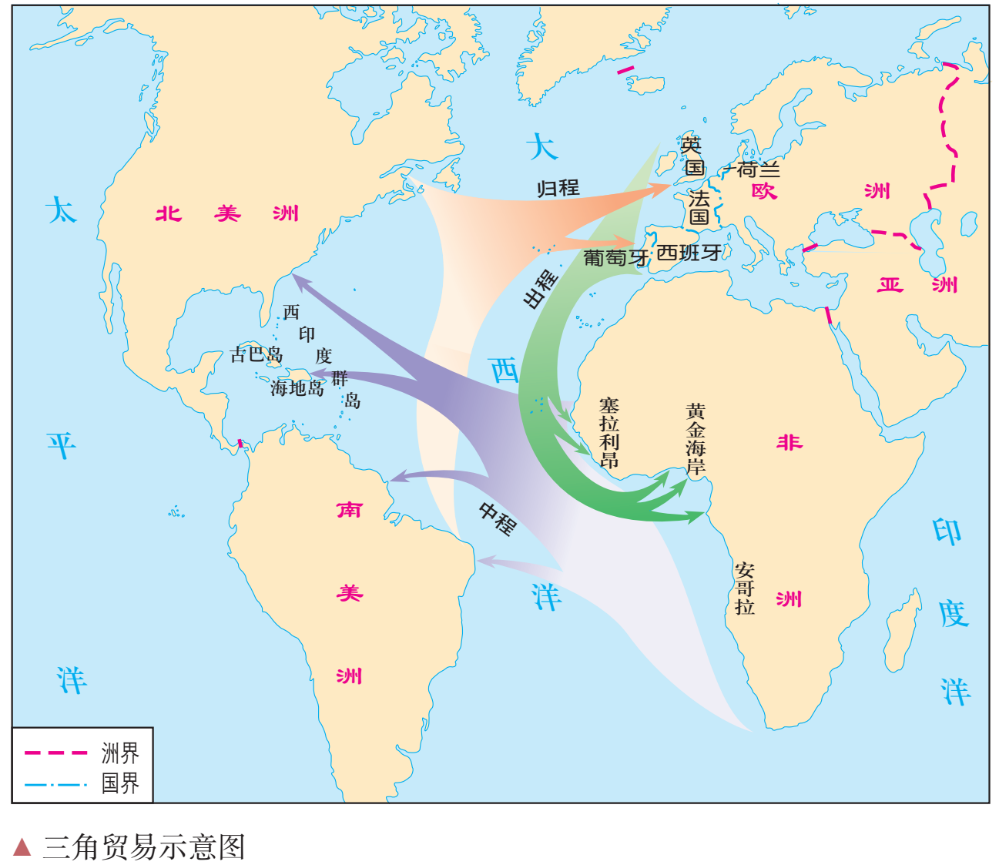 大西洋
太平洋
印度洋
北美洲
南美洲
欧洲
亚洲
非洲
英国
荷兰
法国
葡萄牙
西班牙
归程
出程
中程
西印度群岛
古巴岛
海地岛
塞拉利昂
黄金海岸
安哥拉
洲界
国界
▲ 三角贸易示意图